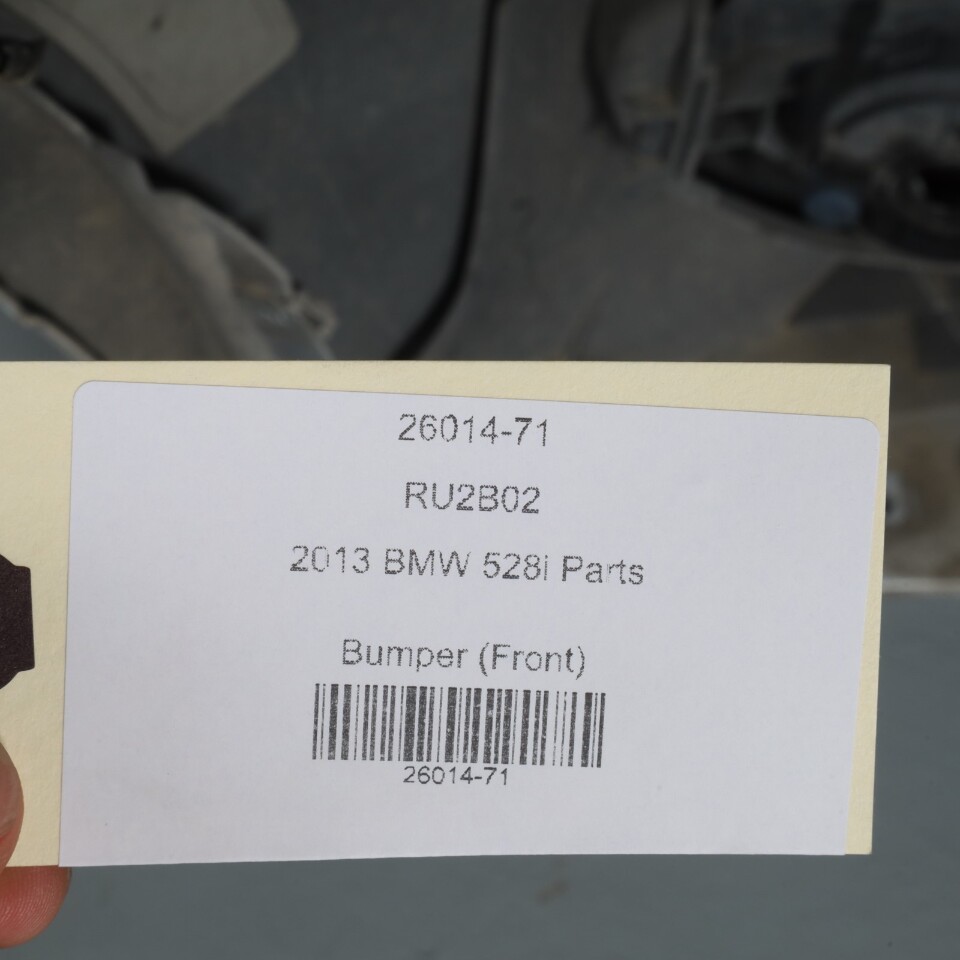 26014-71
RU2B02
2013 BMW 528i Parts
Bumper (Front)
26014-71